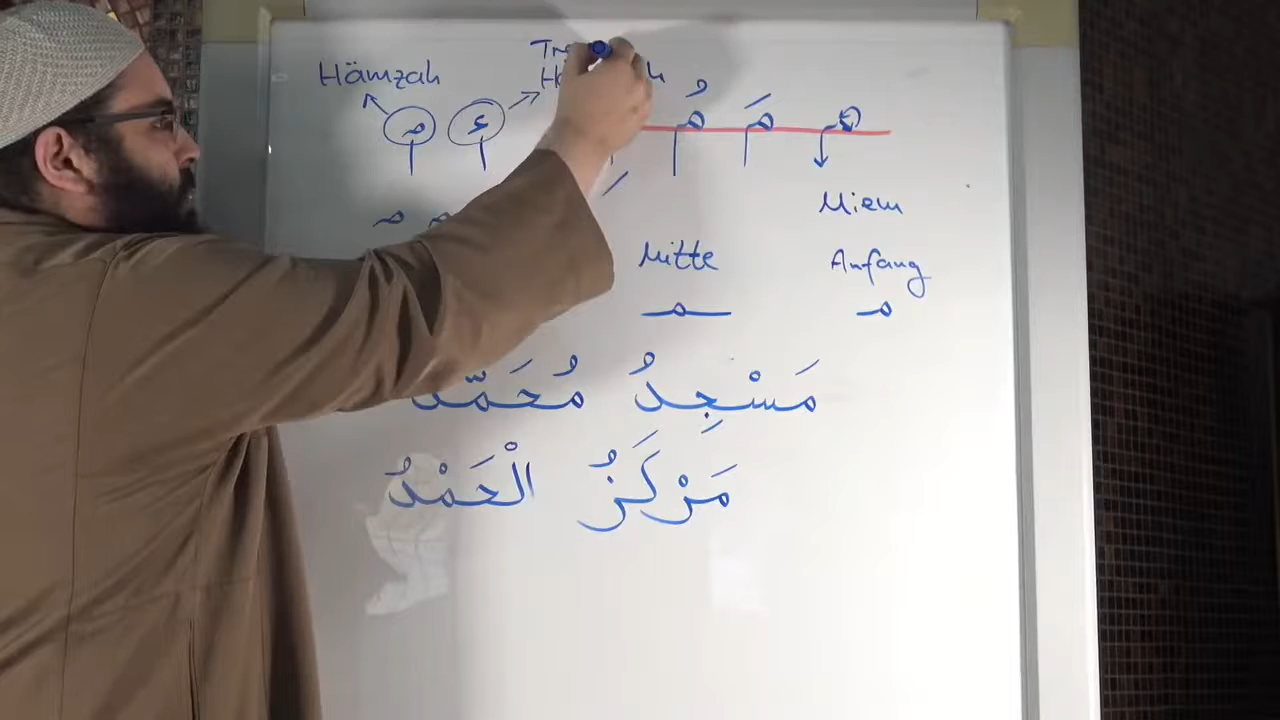 Hämzah
ء
مُ مَ م
Miem
Mitte Anfang
ـمـ مـ
مَسْجِدُ مُحَمَّد
مَرْكَزُ الْحَمْدُ